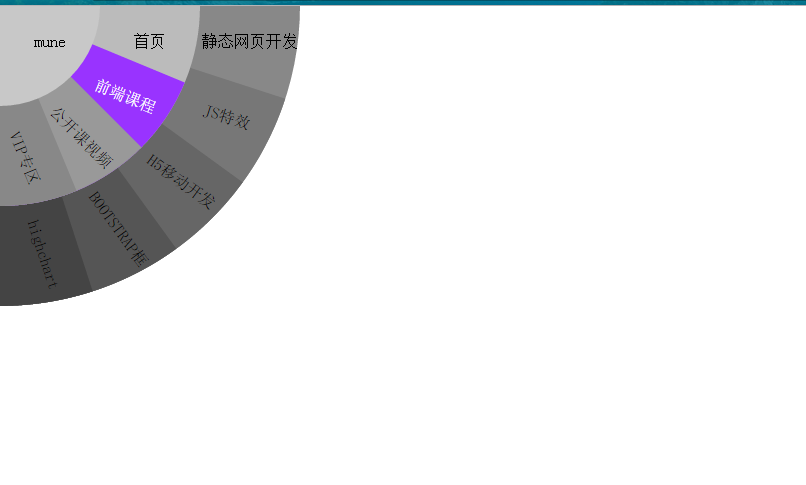 mune
首页
前端课程
公开课视频
VIP专区
静态网页开发
JS特效
H5移动开发
BOOTSTRAP框
highchart